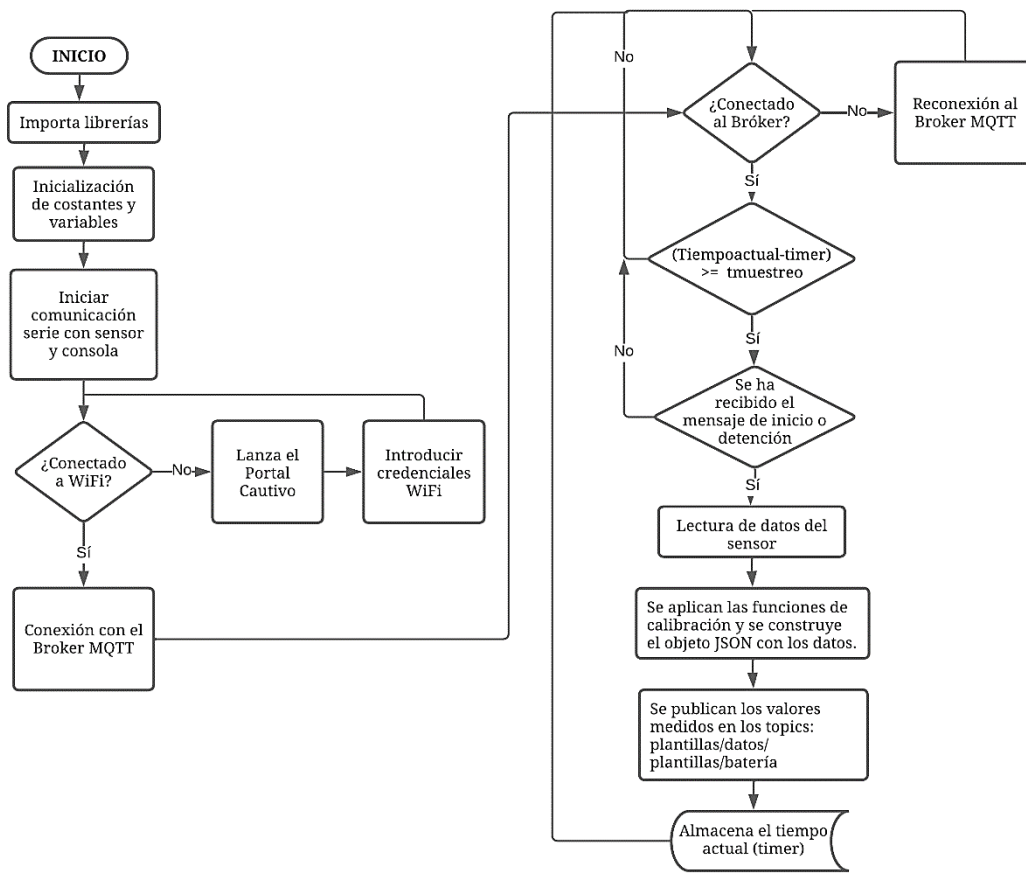 INICIO
Importa librerías
Inicialización
de costantes y
variables
Iniciar
comunicación
serie con sensor
y consola
¿Conectado
a WiFi?
No
Lanza el
Portal
Cautivo
Introducir
credenciales
WiFi
Sí
Conexión con el
Broker MQTT
No
¿Conectado
al Bróker?
No
Reconexión al
Broker MQTT
Sí
(Tiempoactual-timer)
>= tmuestreo
Sí
No
Se ha
recibido el
mensaje de inicio o
detención
Sí
Lectura de datos del
sensor
Se aplican las funciones de
calibración y se construye
el objeto JSON con los datos.
Se publican los valores
medidos en los topics:
plantillas/datos/
plantillas/batería
Almacena el tiempo
actual (timer)